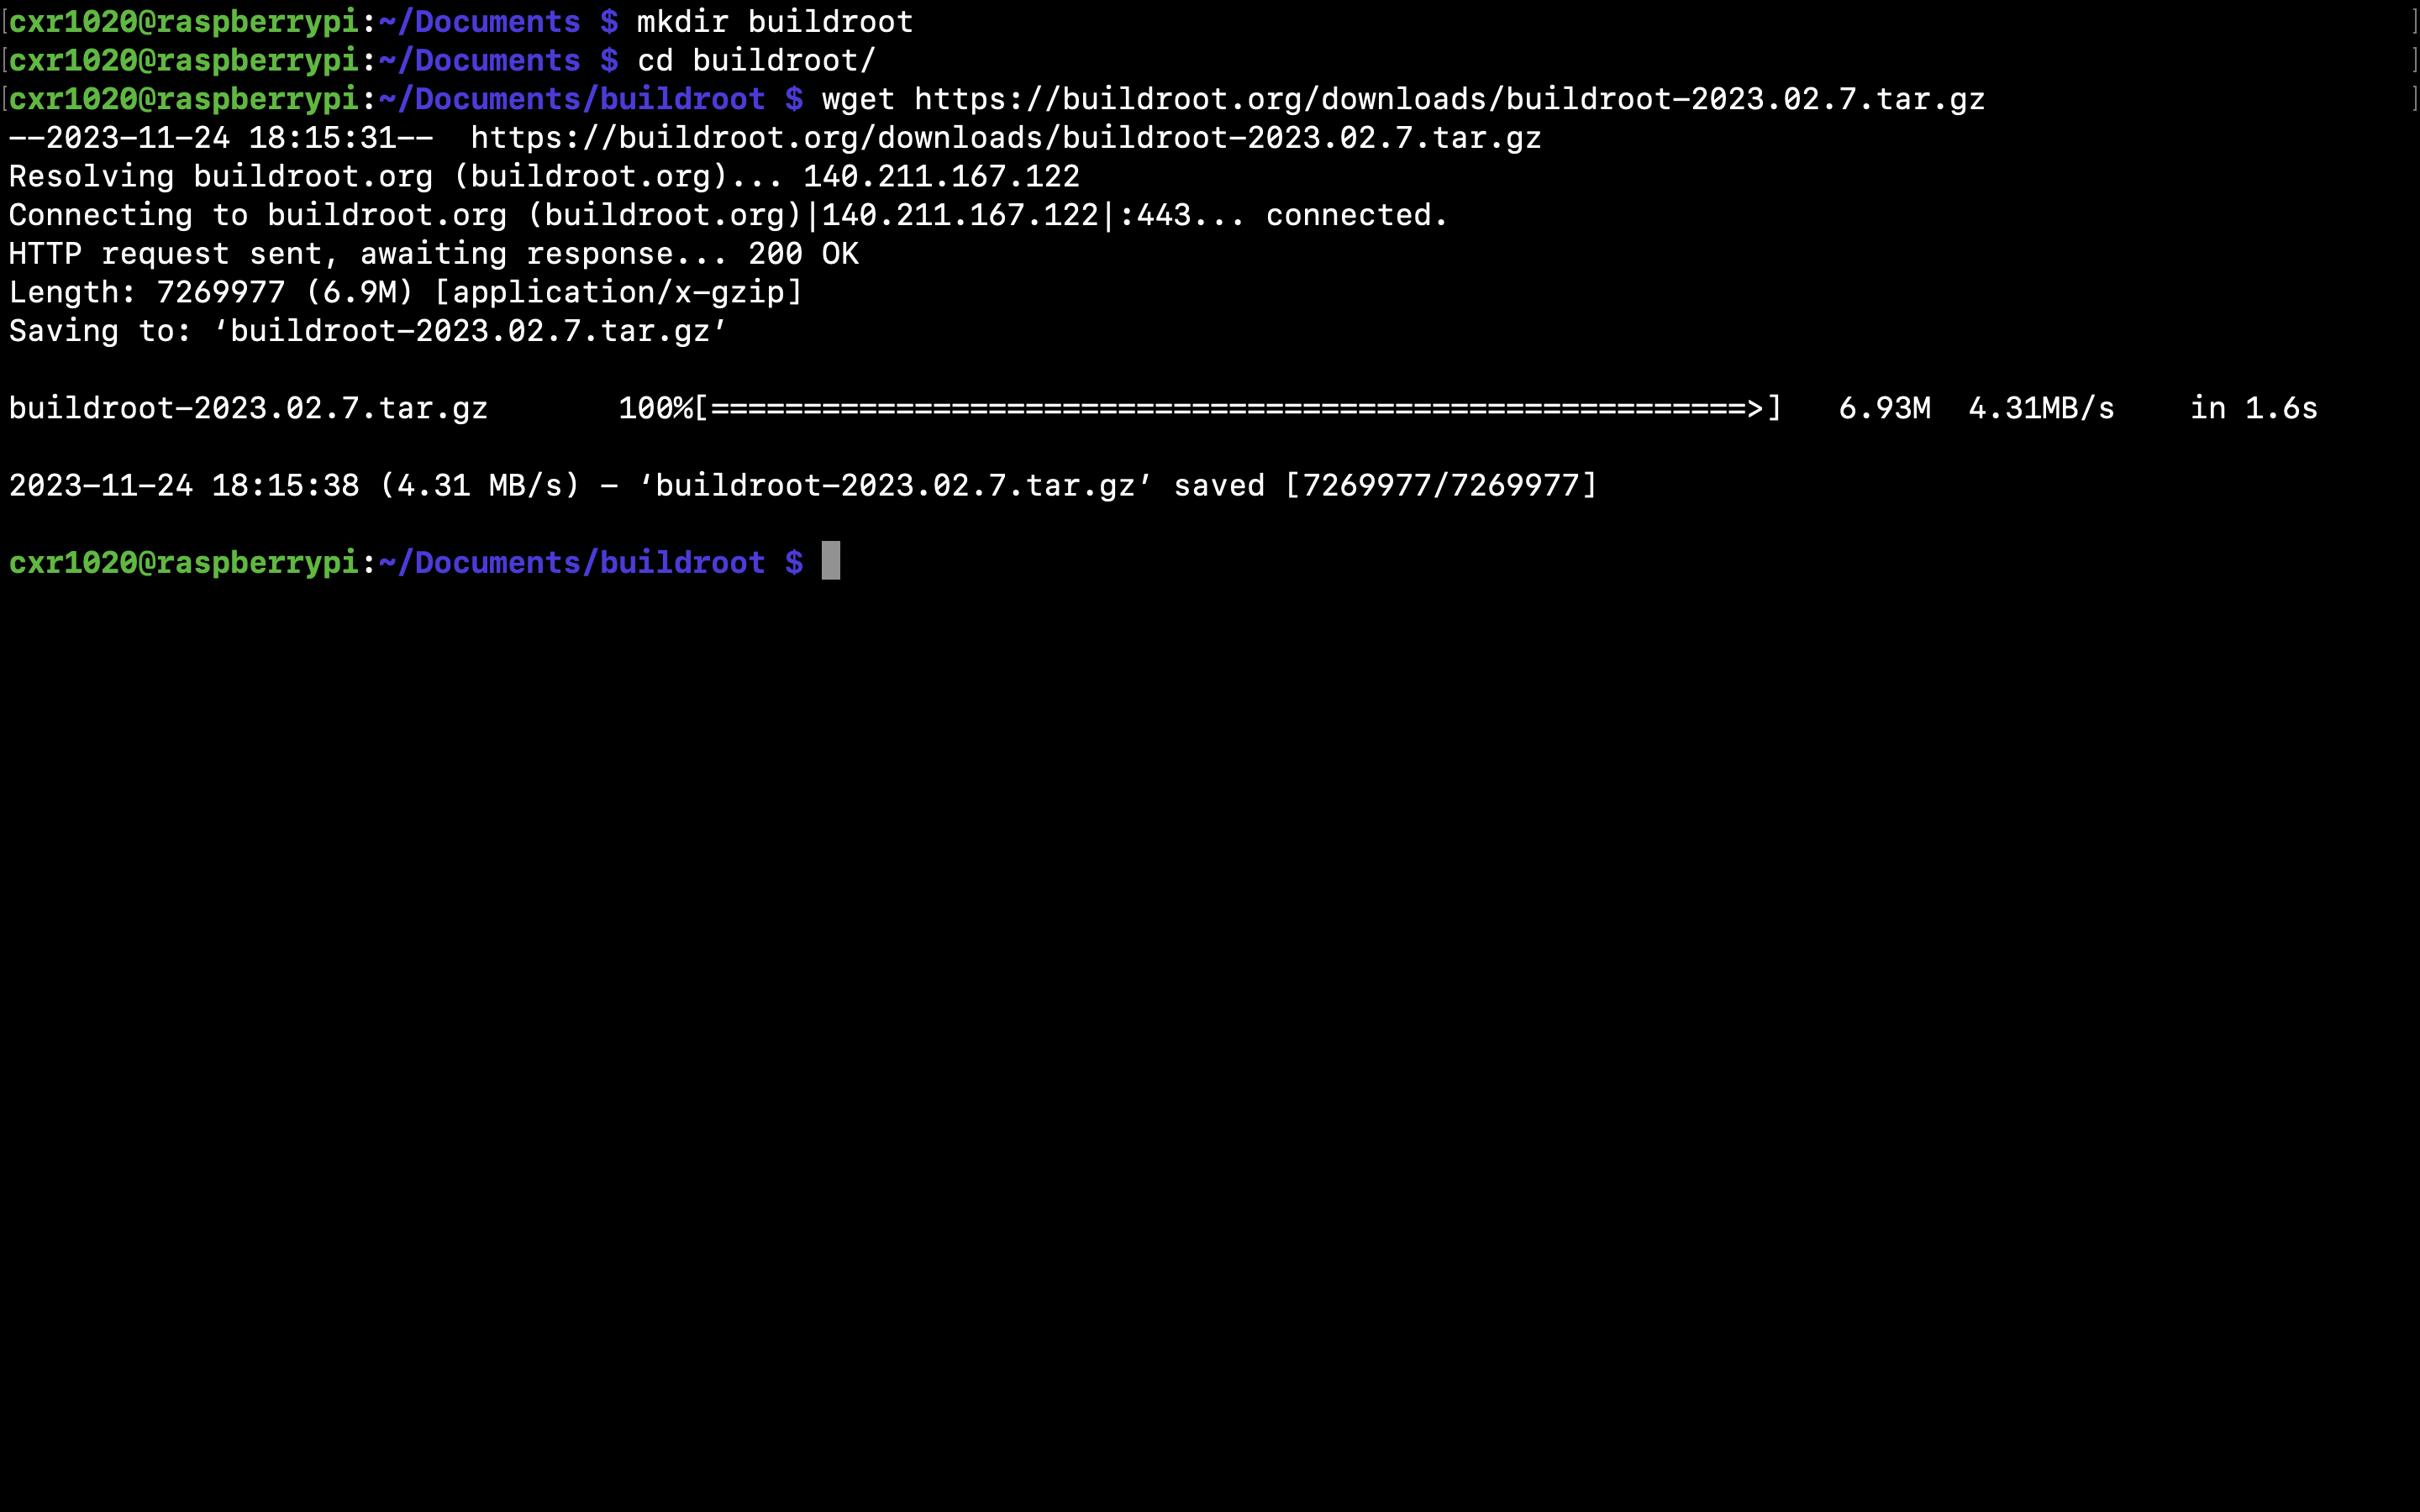 [cxr1020@raspberrypi:~/Documents $ mkdir buildroot ]
[cxr1020@raspberrypi:~/Documents $ cd buildroot/ ]
[cxr1020@raspberrypi:~/Documents/buildroot $ wget https://buildroot.org/downloads/buildroot-2023.02.7.tar.gz ]
--2023-11-24 18:15:31--  https://buildroot.org/downloads/buildroot-2023.02.7.tar.gz
Resolving buildroot.org (buildroot.org)... 140.211.167.122
Connecting to buildroot.org (buildroot.org)|140.211.167.122|:443... connected.
HTTP request sent, awaiting response... 200 OK
Length: 7269977 (6.9M) [application/x-gzip]
Saving to: ‘buildroot-2023.02.7.tar.gz’
buildroot-2023.02.7.tar.gz       100%[========================================================>]   6.93M  4.31MB/s    in 1.6s
2023-11-24 18:15:38 (4.31 MB/s) - ‘buildroot-2023.02.7.tar.gz’ saved [7269977/7269977]
cxr1020@raspberrypi:~/Documents/buildroot $